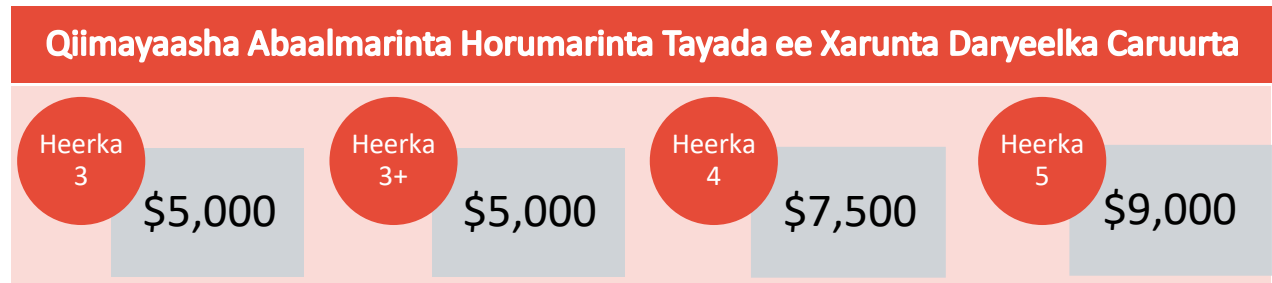 Qiimayaasha Abaalmarinta Horumarinta Tayada ee Xarunta Daryeelka Caruurta
Heerka
3
$5,000
Heerka
3+
$5,000
Heerka
4
$7,500
Heerka
5
$9,000